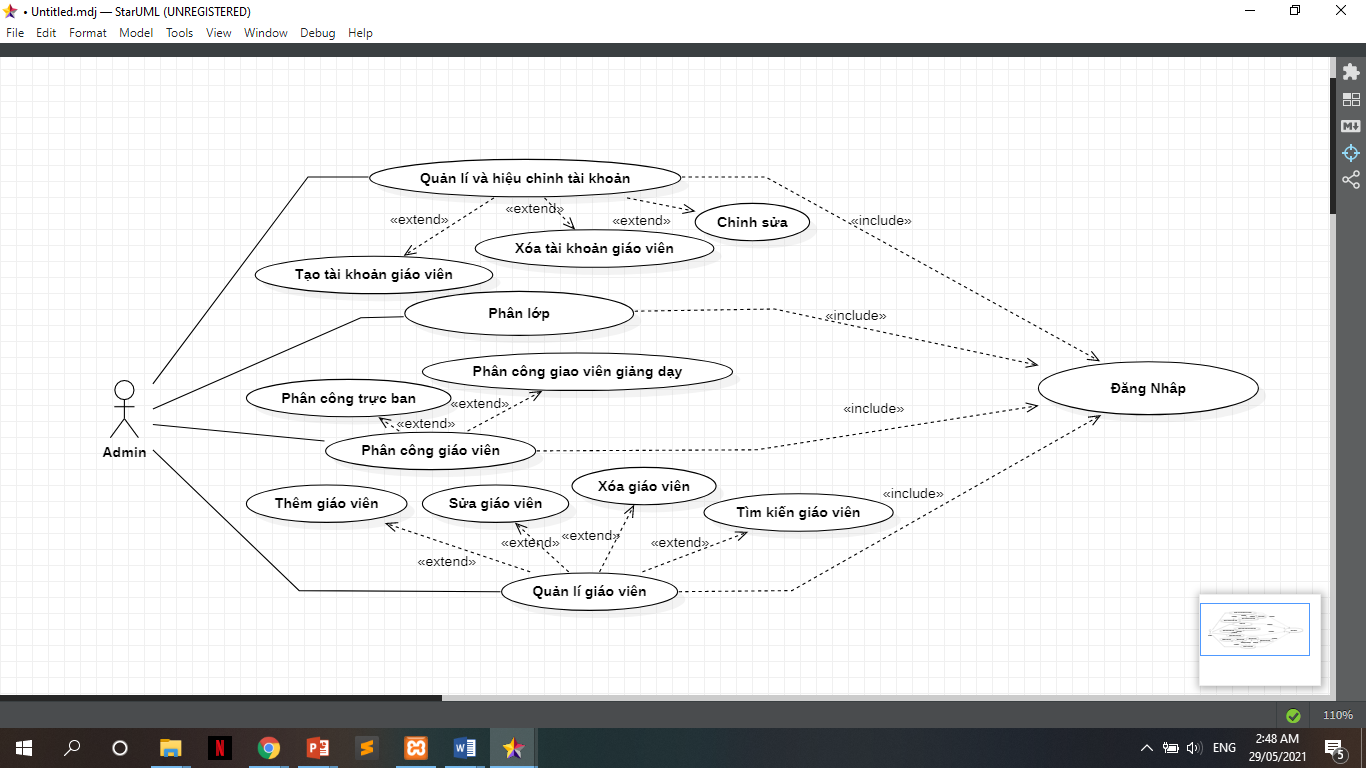 • Untitled.mdj — StarUML (UNREGISTERED)
File Edit Format Model Tools View Window Debug Help
Quản lí và hiệu chỉnh tài khoản
«extend»
«extend»
«extend»
Chỉnh sửa
«include»
Xóa tài khoản giáo viên
Tạo tài khoản giáo viên
Phân lớp
«include»
Phân công giao viên giảng dạy
Đăng Nhâp
Phân công trực ban
«extend»
«include»
«extend»
Admin
Phân công giáo viên
Xóa giáo viên
«include»
Thêm giáo viên
Sửa giáo viên
Tìm kiến giáo viên
«extend»
«extend»
«extend»
«extend»
Quản lí giáo viên
110%
ENG
2:48 AM
29/05/2021
5